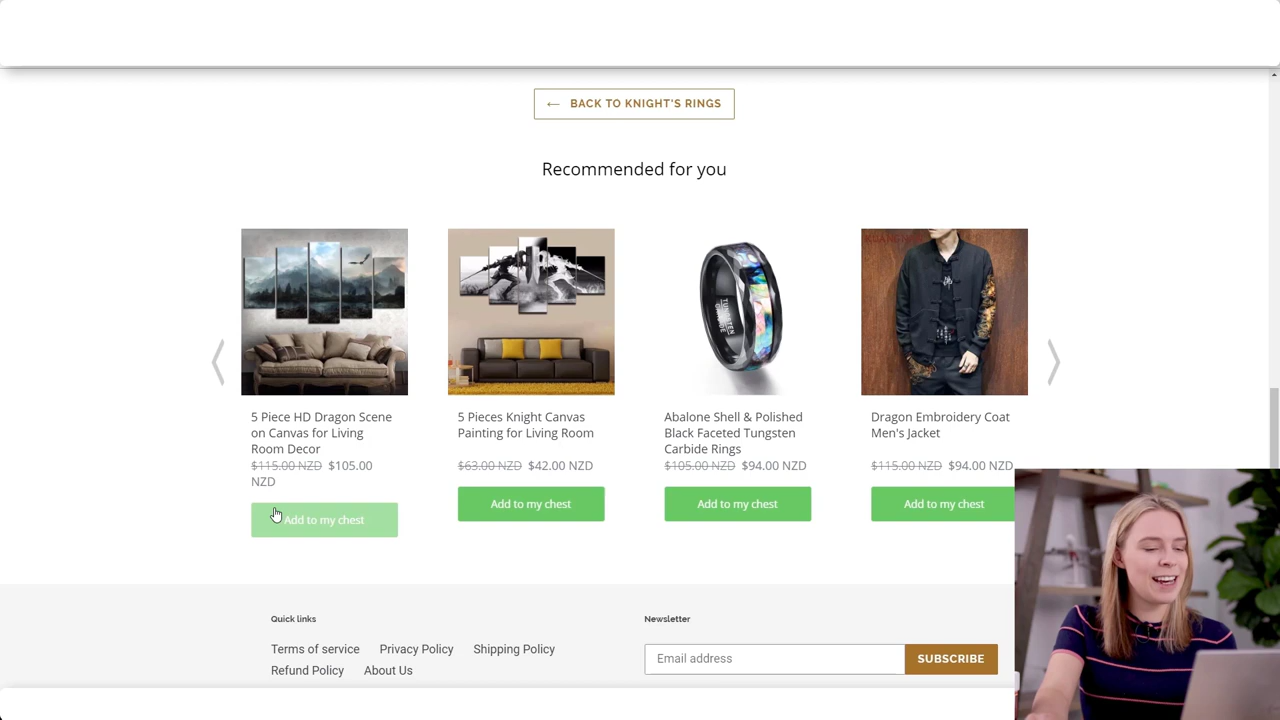 ← BACK TO KNIGHT'S RINGS
Recommended for you
5 Piece HD Dragon Scene
on Canvas for Living
Room Decor
$115.00 NZD $105.00
NZD
Add to my chest
5 Pieces Knight Canvas
Painting for Living Room
$63.00 NZD $42.00 NZD
Add to my chest
TUNGSTEN
Abalone Shell & Polished
Black Faceted Tungsten
Carbide Rings
$105.00 NZD $94.00 NZD
Add to my chest
Dragon Embroidery Coat
Men's Jacket
$115.00 NZD $94.00 NZD
Add to my chest
Quick links
Terms of service Privacy Policy Shipping Policy
Refund Policy About Us
Newsletter
Email address SUBSCRIBE